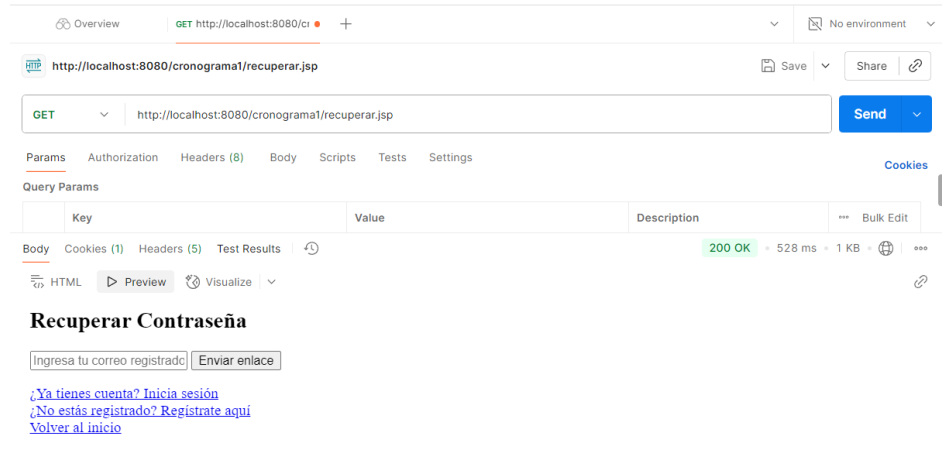 Overview GET http://localhost:8080/cr No environment
HTTP http://localhost:8080/cronograma1/recuperar.jsp Save Share
GET http://localhost:8080/cronograma1/recuperar.jsp Send
Params Authorization Headers (8) Body Scripts Tests Settings Cookies
Query Params
Key Value Description Bulk Edit
Body Cookies (1) Headers (5) Test Results 200 OK 528 ms 1 KB
HTML Preview Visualize
Recuperar Contraseña
Ingresa tu correo registrado Enviar enlace
¿Ya tienes cuenta? Inicia sesión
¿No estás registrado? Regístrate aquí
Volver al inicio